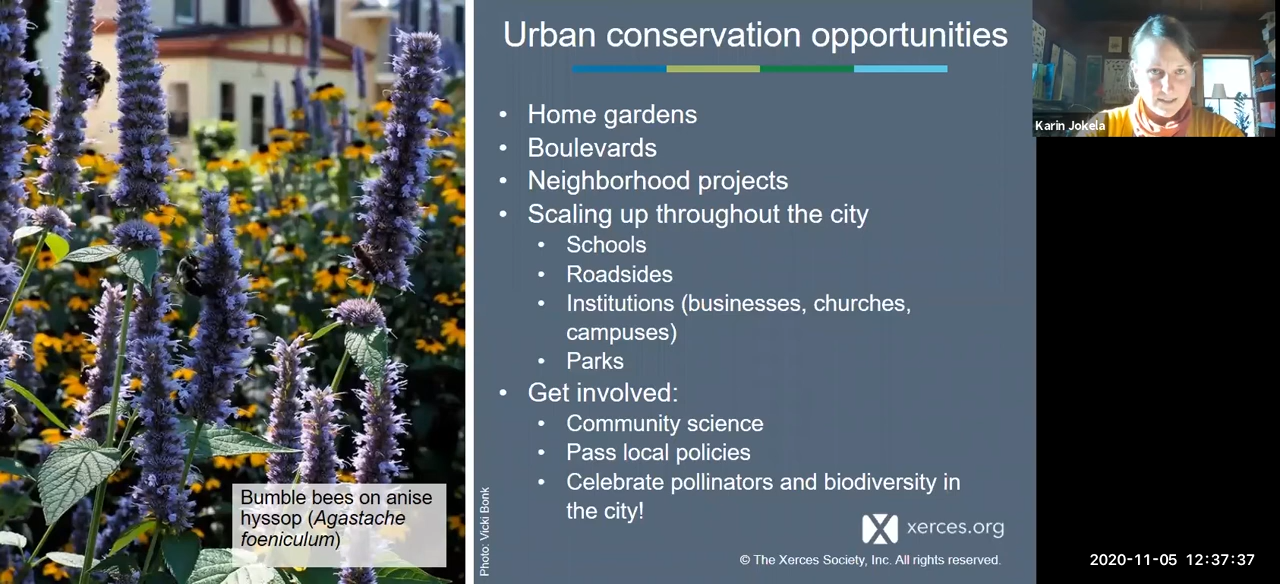 Urban conservation opportunities
• Home gardens
• Boulevards
• Neighborhood projects
• Scaling up throughout the city
• Schools
• Roadsides
• Institutions (businesses, churches,
campuses)
• Parks
• Get involved:
• Community science
• Pass local policies
• Celebrate pollinators and biodiversity in
the city!
Bumble bees on anise
hyssop (Agastache
foeniculum)
Photo: Vicki Bonk
xerces.org
© The Xerces Society, Inc. All rights reserved.
Karin Jokela
2020-11-05 12:37:37